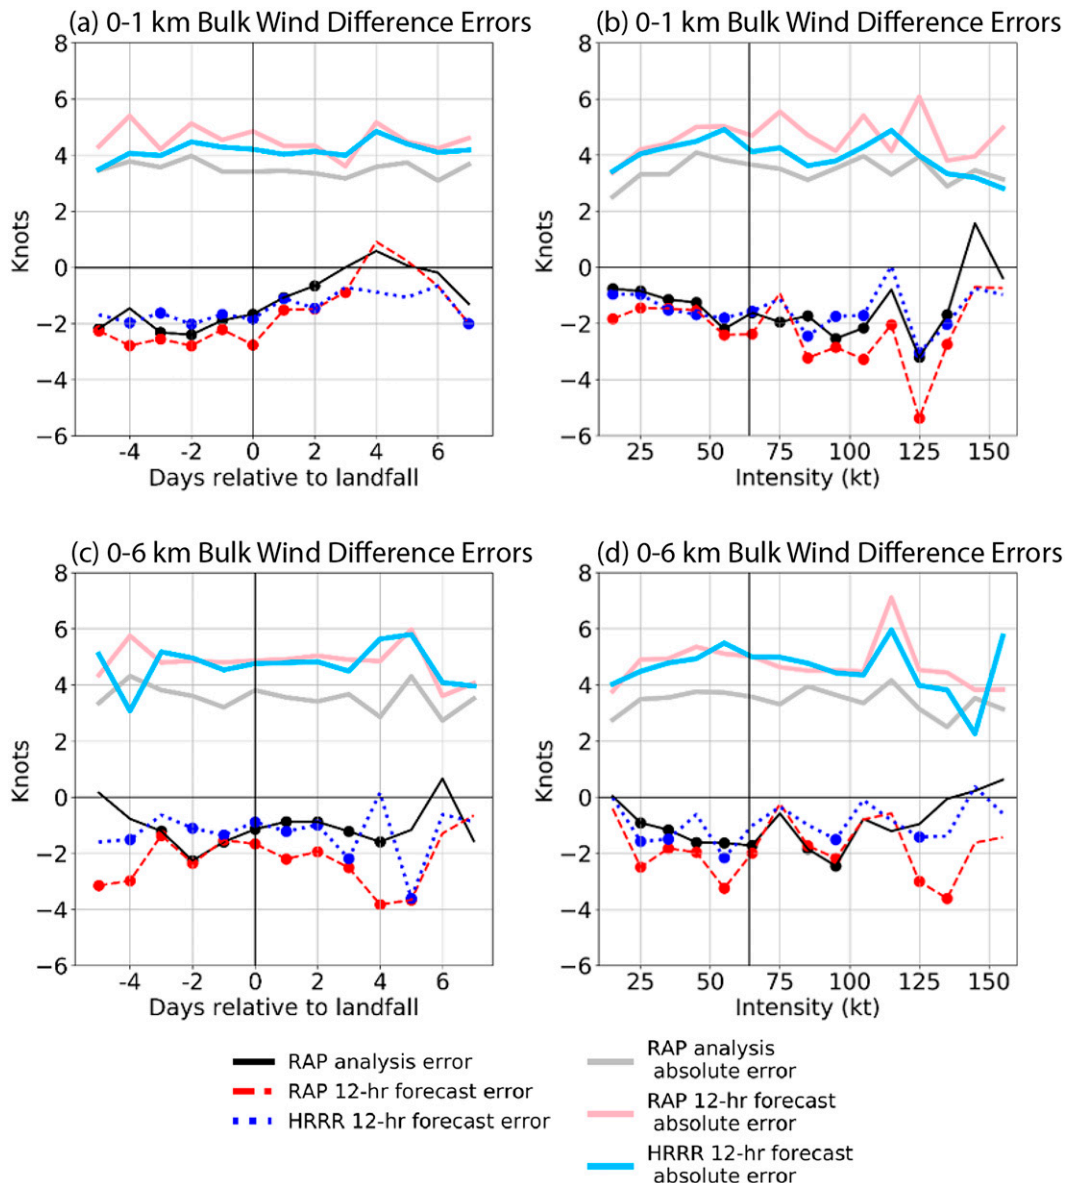 (a) 0-1 km Bulk Wind Difference Errors
8
6
4
2
0
−2
−4
−6
Knots
-4 -2 0 2 4 6
Days relative to landfall
(b) 0-1 km Bulk Wind Difference Errors
8
6
4
2
0
−2
−4
−6
Knots
25 50 75 100 125 150
Intensity (kt)
(c) 0-6 km Bulk Wind Difference Errors
8
6
4
2
0
−2
−4
−6
Knots
-4 -2 0 2 4 6
Days relative to landfall
(d) 0-6 km Bulk Wind Difference Errors
8
6
4
2
0
−2
−4
−6
Knots
25 50 75 100 125 150
Intensity (kt)
RAP analysis error
RAP 12-hr forecast error
HRRR 12-hr forecast error
RAP analysis
absolute error
RAP 12-hr forecast
absolute error
HRRR 12-hr forecast
absolute error